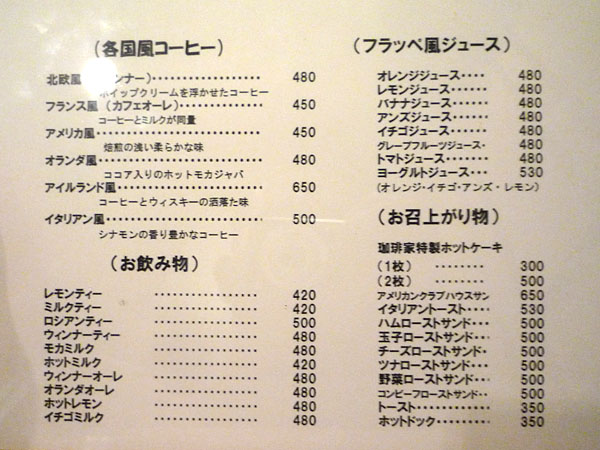 (各国風コーヒー)
北欧風(ンナー)・・・・・・・・・・・・・・・・・・ 480
ホイップクリームを浮かせたコーヒー
フランス風(カフェオーレ)・・・・・・・・・・・・・ 450
コーヒーとミルクが同量
アメリカ風・・・・・・・・・・・・・・・・・・・・・・・・・・・ 450
焙煎の浅い柔らかな味
オランダ風・・・・・・・・・・・・・・・・・・・・・・・・・・・ 480
ココア入りのホットモカジャバ
アイルランド風・・・・・・・・・・・・・・・・・・・・・・・ 650
コーヒーとウィスキーの洒落た味
イタリアン風・・・・・・・・・・・・・・・・・・・・・・・・・ 500
シナモンの香り豊かなコーヒー
(お飲み物)
レモンティー ・・・・・・・・・・・・・・ 420
ミルクティー ・・・・・・・・・・・・・・ 420
ロシアンティー ・・・・・・・・・・・・・・ 500
ウィンナーティー ・・・・・・・・・・・・・・ 480
モカミルク ・・・・・・・・・・・・・・ 480
ホットミルク ・・・・・・・・・・・・・・ 420
ウィンナーオーレ ・・・・・・・・・・・・・・ 480
オランダオーレ ・・・・・・・・・・・・・・ 480
ホットレモン ・・・・・・・・・・・・・・ 480
イチゴミルク ・・・・・・・・・・・・・・ 480
(フラッペ風ジュース)
オレンジジュース・・・・ 480
レモンジュース・・・・・・ 480
バナナジュース・・・・・・ 480
アンズジュース・・・・・・ 480
イチゴジュース・・・・・・ 480
グレープフルーツジュース・ 480
トマトジュース・・・・・・・ 480
ヨーグルトジュース・・・ 530
(オレンジ・イチゴ・アンズ・レモン)
(お召上がり物)
珈琲家特製ホットケーキ
(1枚) ・・・・・・・・ 300
(2枚) ・・・・・・・・ 500
アメリカンクラブハウスサン 650
イタリアントースト・・・・ 530
ハムローストサンド・・・ 500
玉子ローストサンド・・・ 500
チーズローストサンド・ 500
ツナローストサンド・・・ 500
野菜ローストサンド・・・ 500
コンビーフローストサンド・・ 500
トースト・・・・・・・・・・・・ 350
ホットドック・・・・・・・・ 350